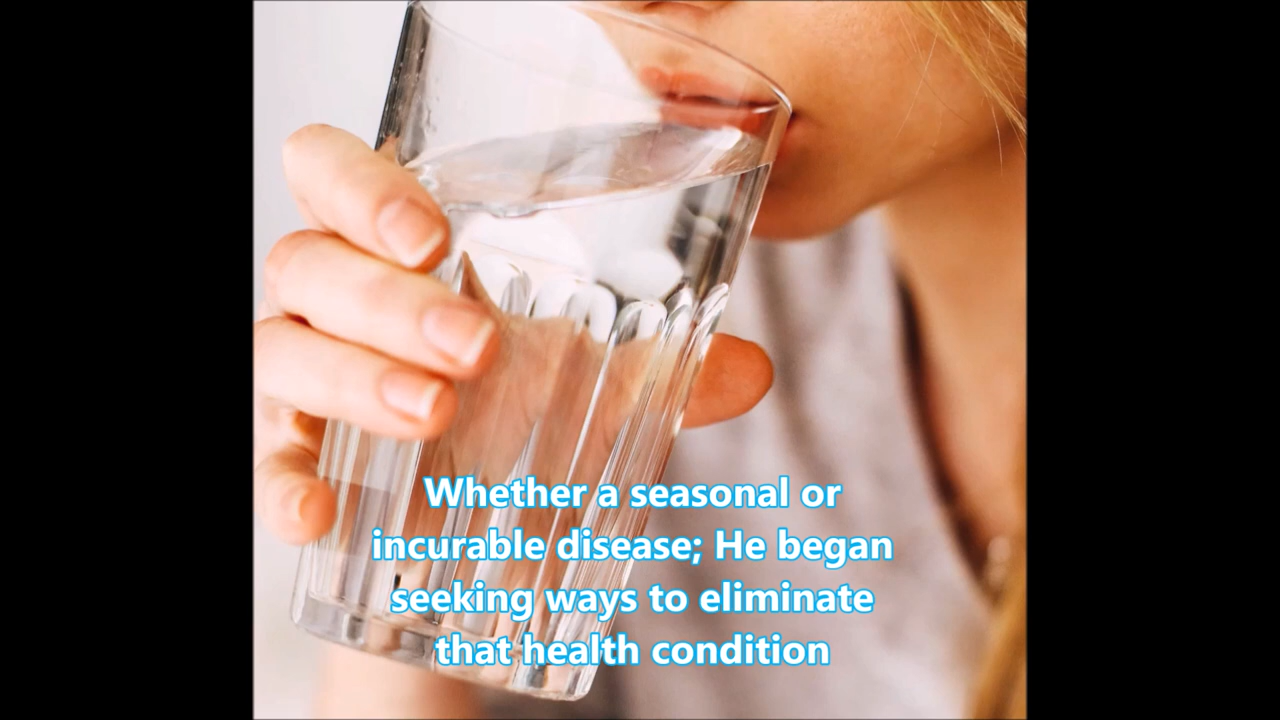 Whether a seasonal or
incurable disease; He began
seeking ways to eliminate
that health condition